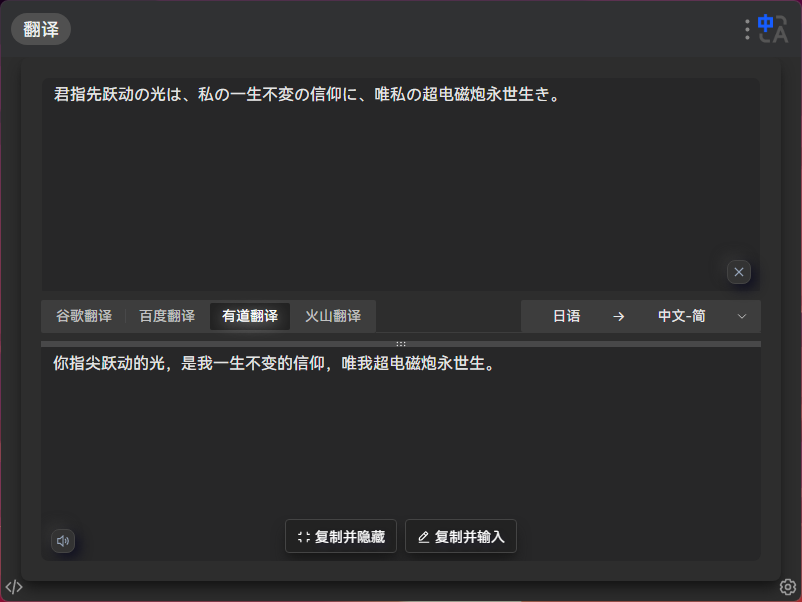 翻译
中A
君指先跃动の光は、私の一生不变の信仰に、唯私の超电磁炮永世生き。
谷歌翻译 百度翻译 有道翻译 火山翻译 日语 → 中文-简
你指尖跃动的光，是我一生不变的信仰，唯我超电磁炮永世生。
复制并隐藏 复制并输入